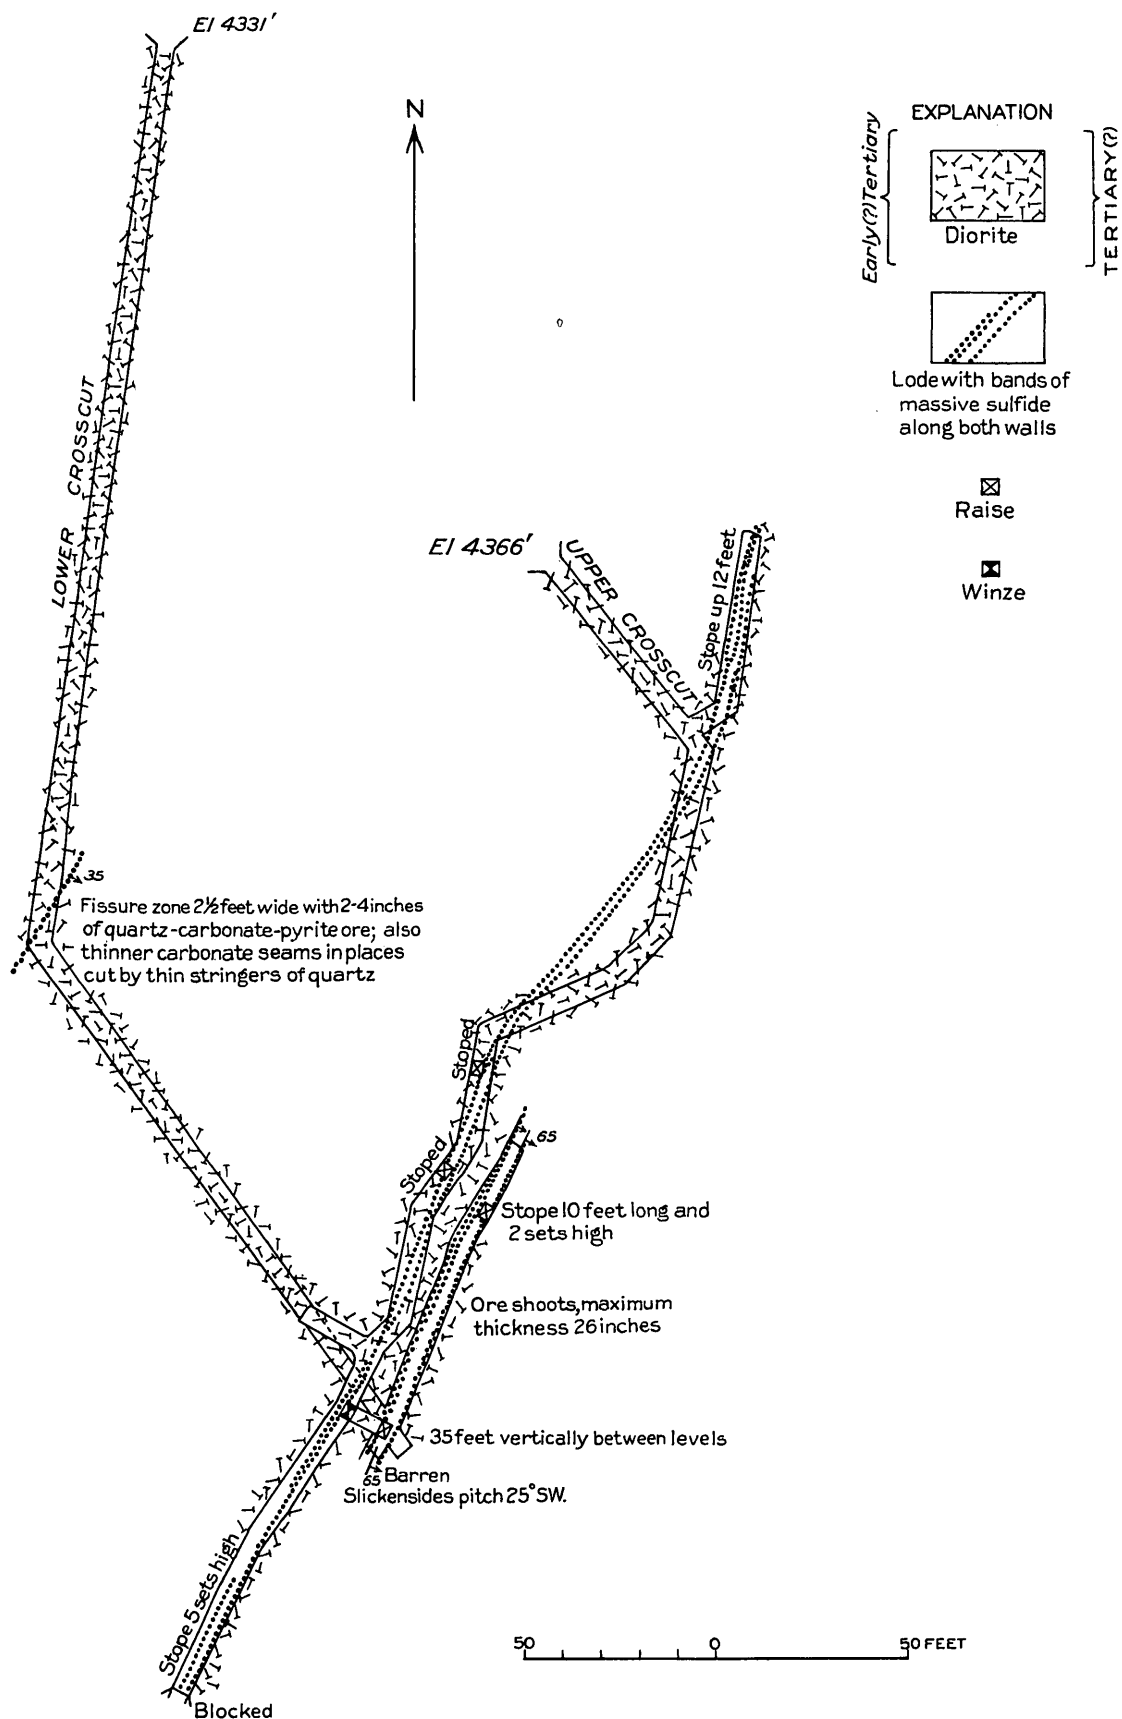 El 4331'
N
EXPLANATION
Early(?)Tertiary
TERTIARY(?)
Diorite
Lode with bands of
massive sulfide
along both walls
Raise
Winze
LOWER CROSSCUT
El 4366'
UPPER CROSSCUT
Stope up 12 feet
35
Fissure zone 2½ feet wide with 2-4 inches
of quartz-carbonate-pyrite ore; also
thinner carbonate seams in places
cut by thin stringers of quartz
Stoped
65
Stoped
Stope 10 feet long and
2 sets high
Ore shoots, maximum
thickness 26 inches
35 feet vertically between levels
65
Barren
Slickensides pitch 25° SW.
Stope 5 sets high
50 0 50 FEET
Blocked